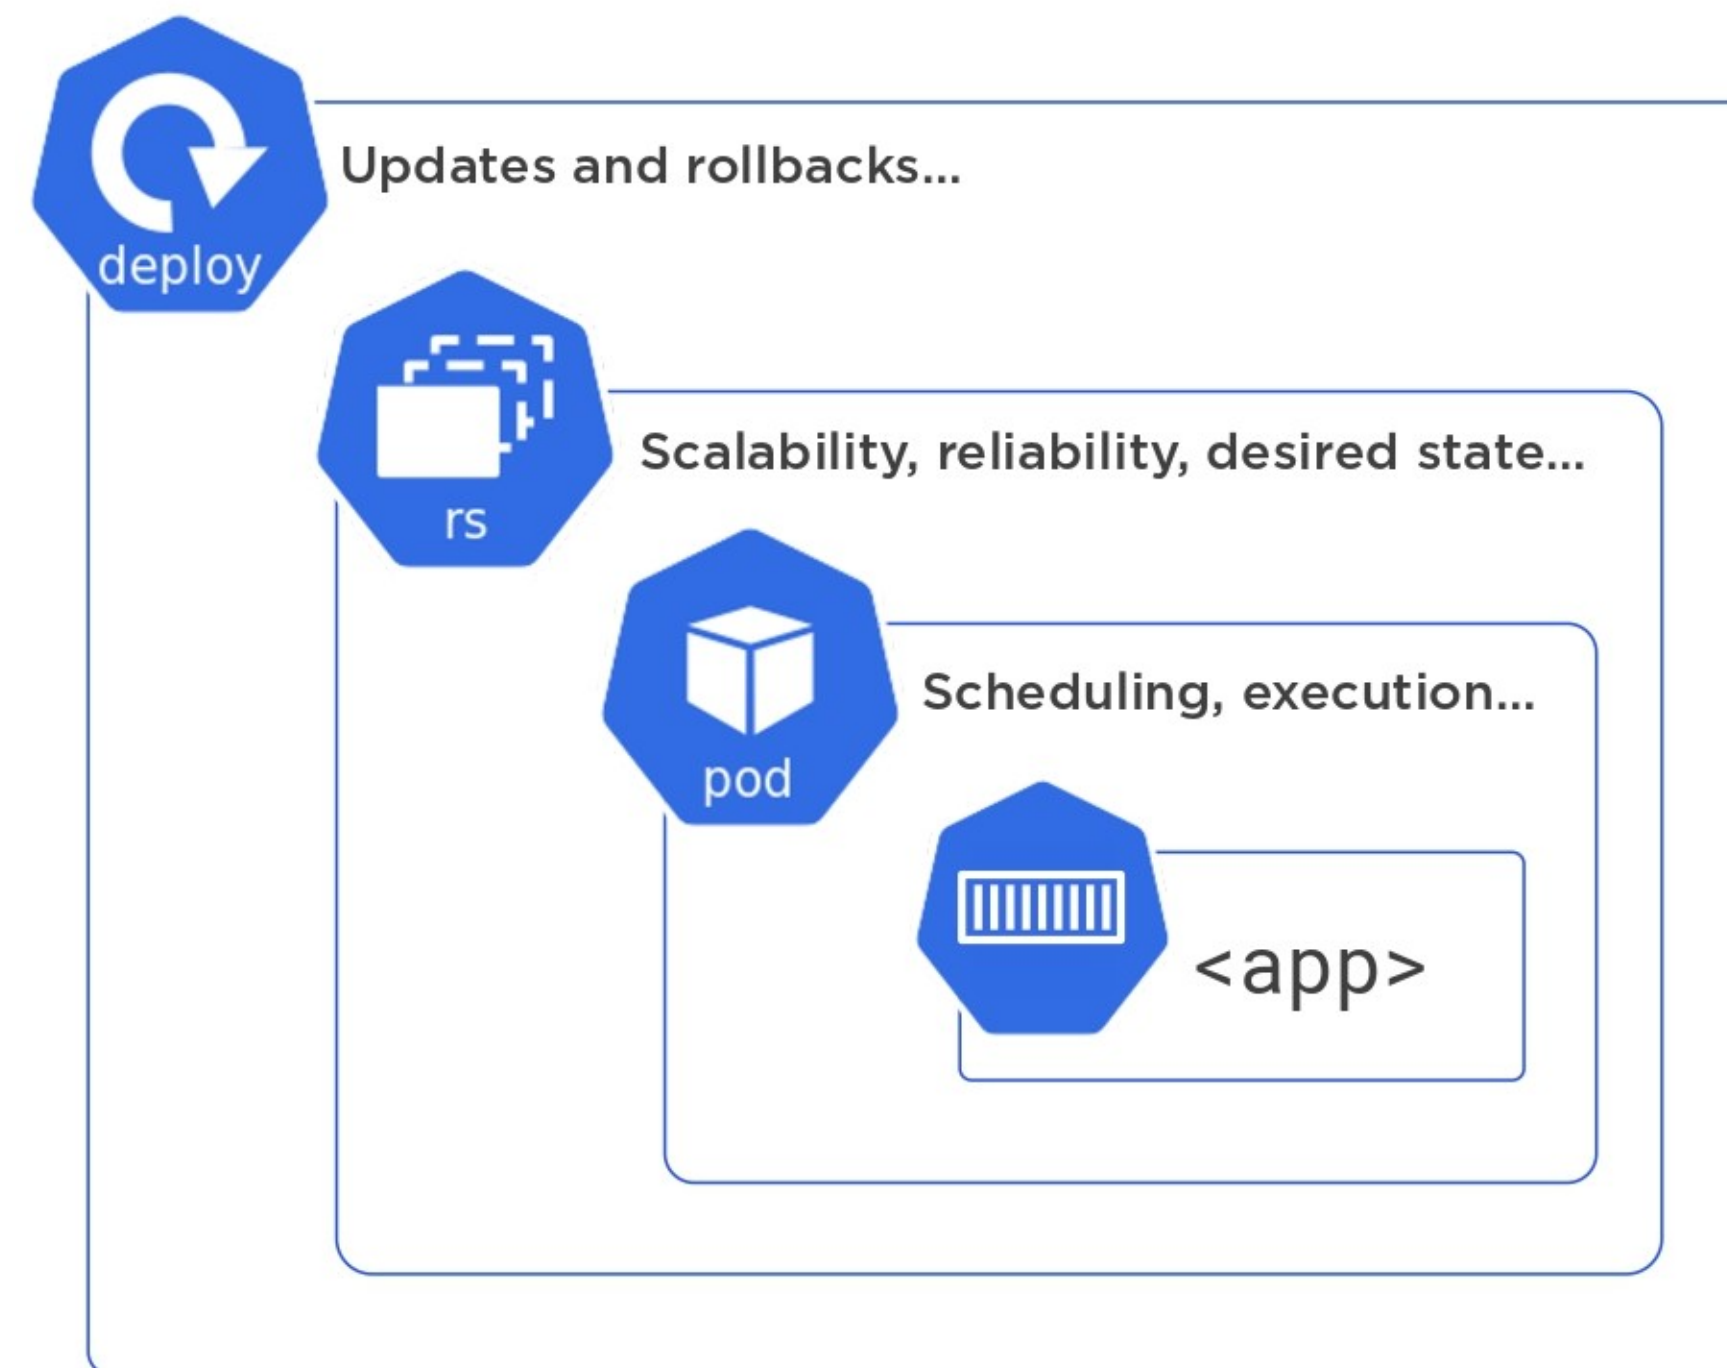 Updates and rollbacks...
deploy
Scalability, reliability, desired state...
rs
Scheduling, execution...
pod
<app>